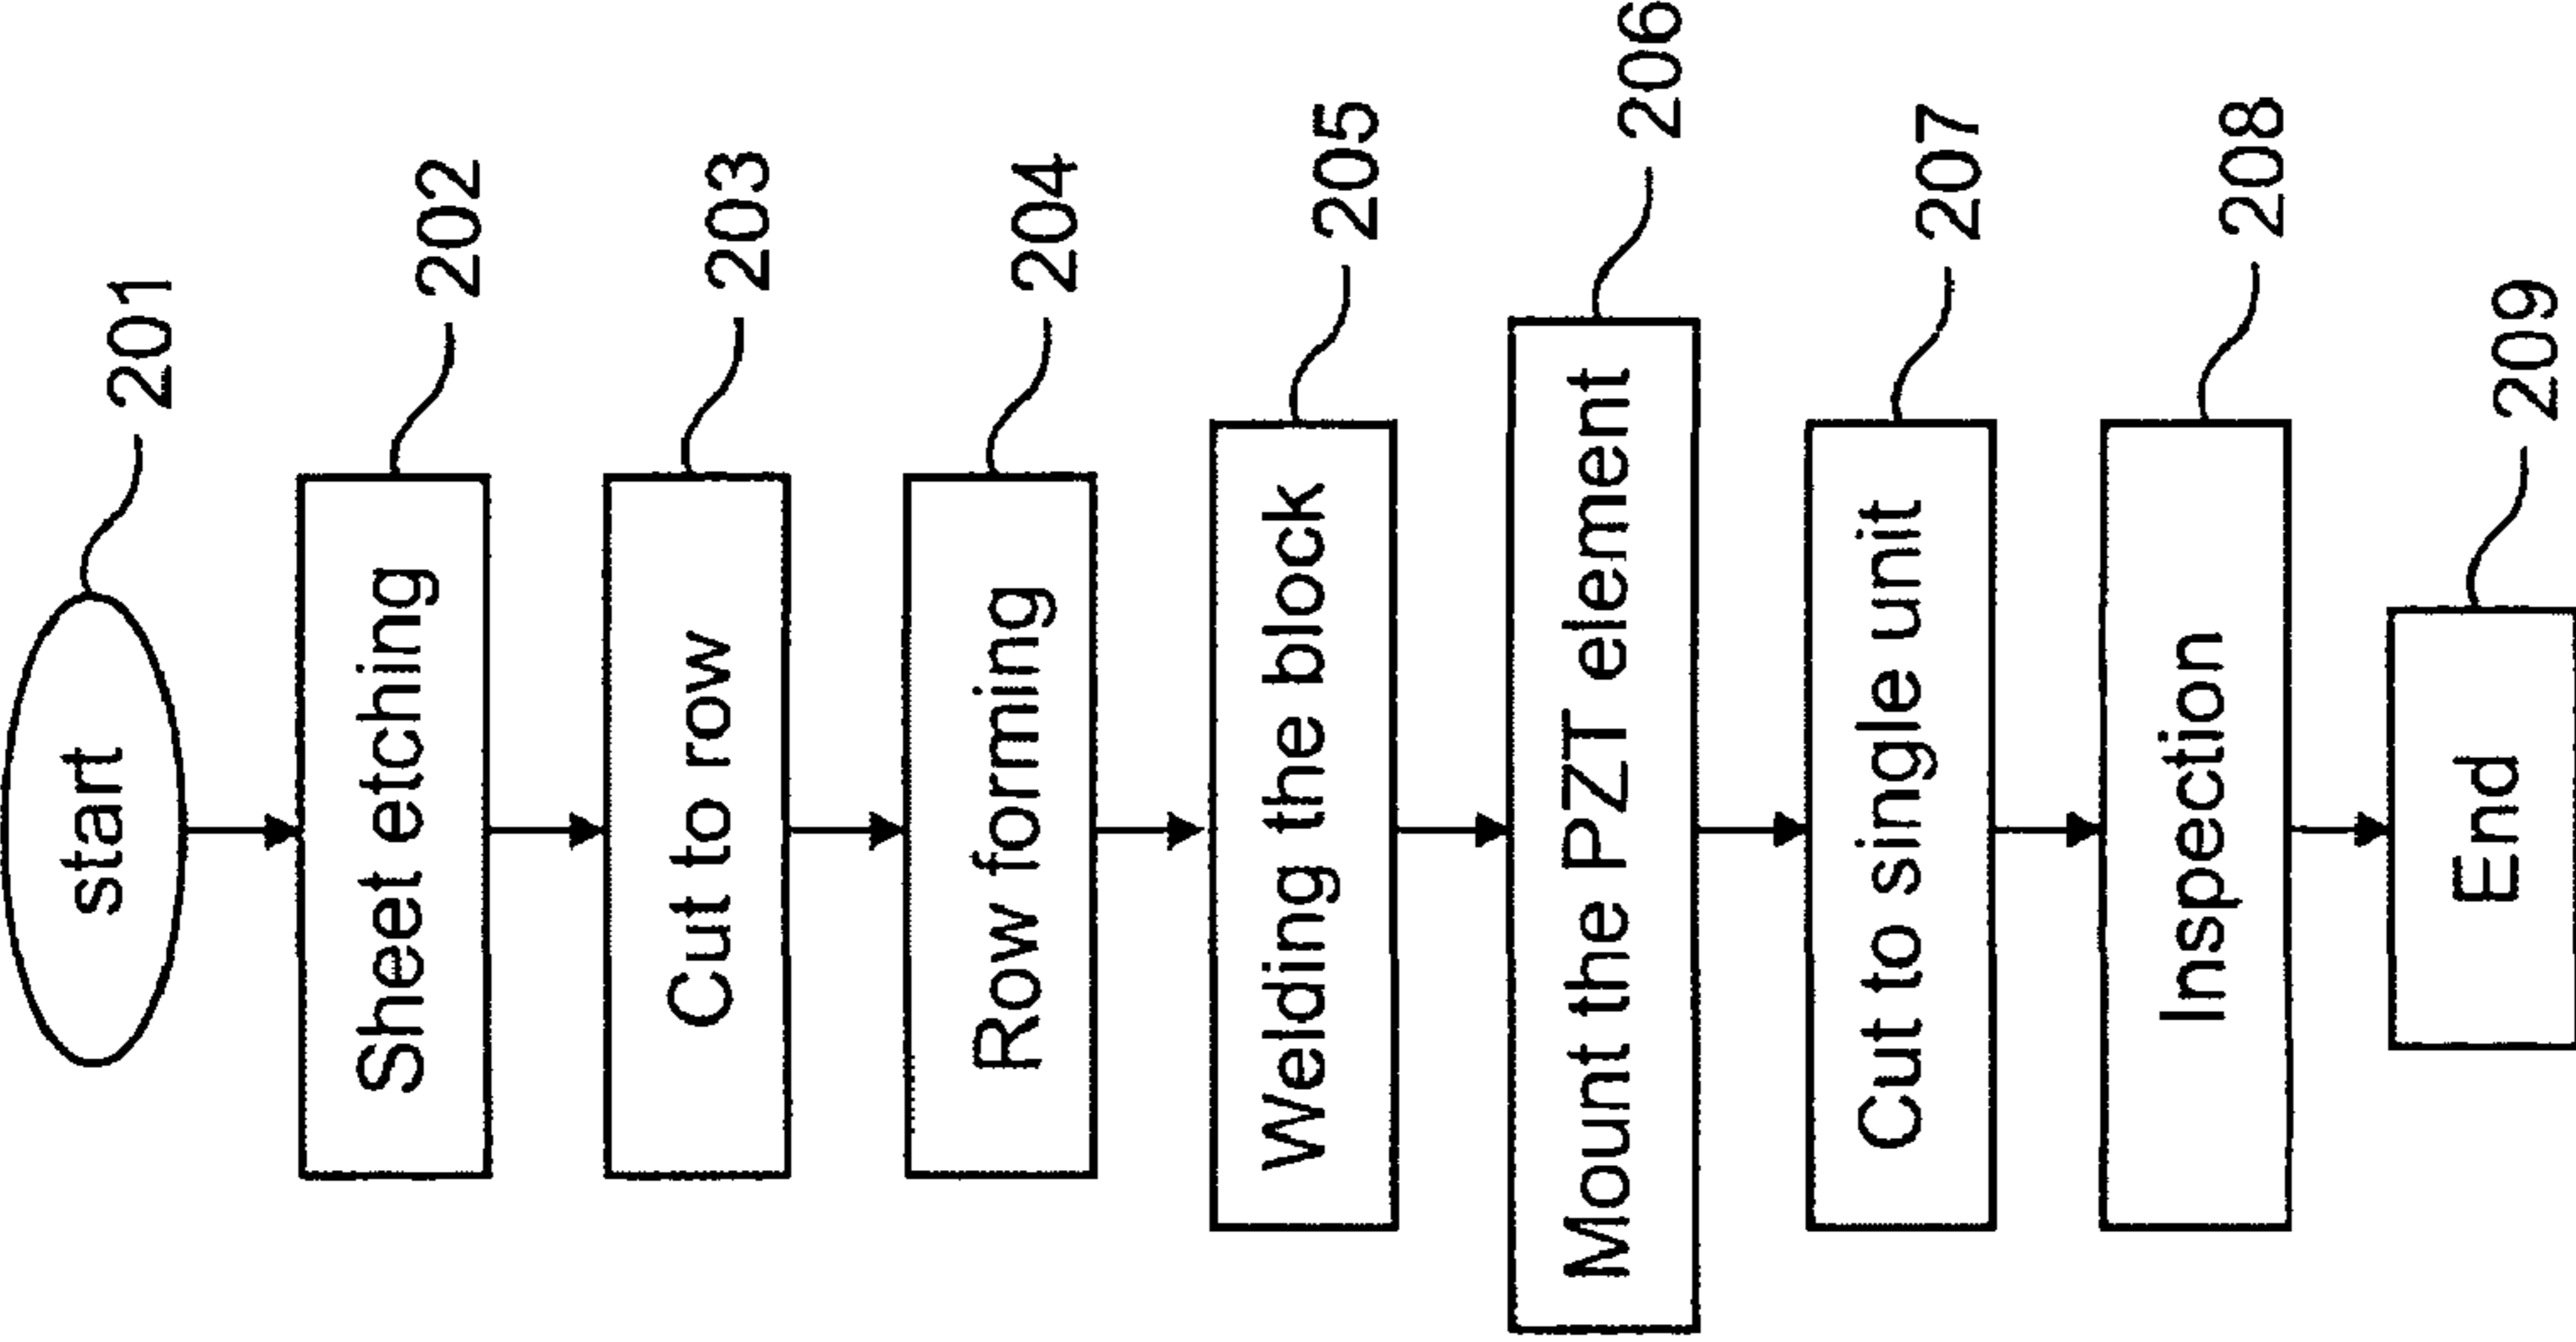 start
201
Sheet etching
202
Cut to row
203
Row forming
204
Welding the block
205
Mount the PZT element
206
Cut to single unit
207
Inspection
208
End
209